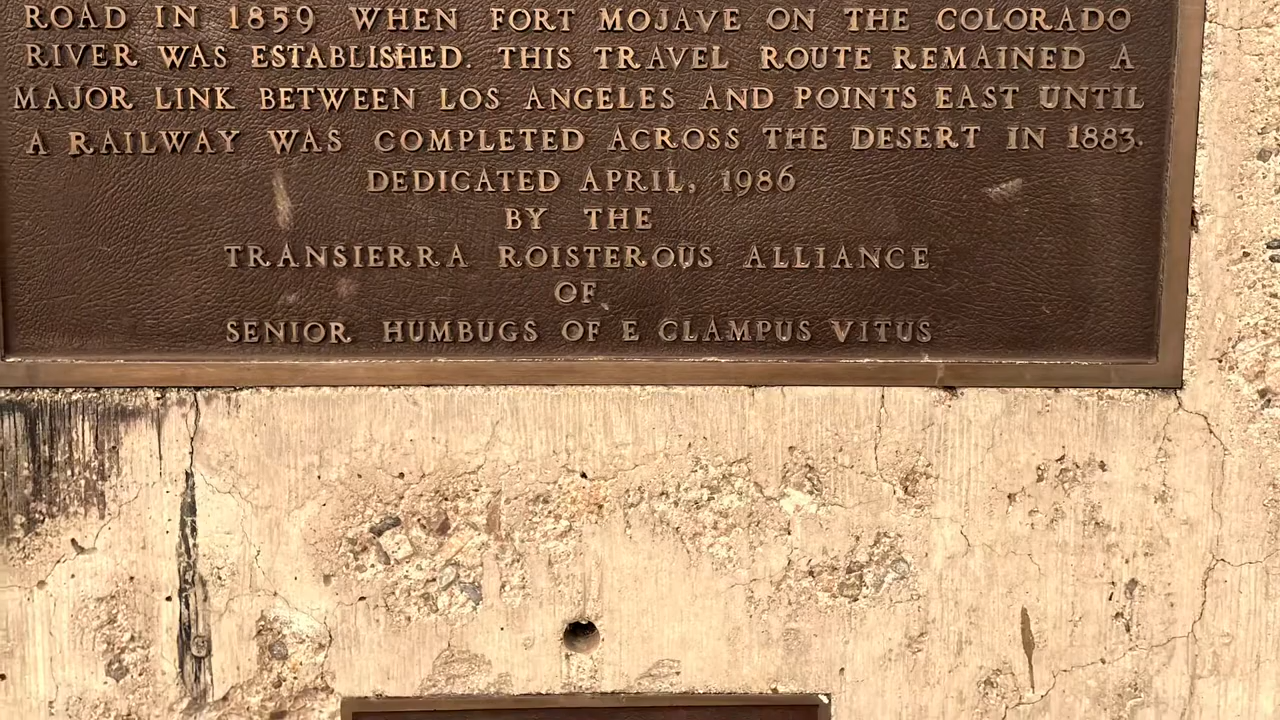 ROAD IN 1859 WHEN FORT MOJAVE ON THE COLORADO
RIVER WAS ESTABLISHED. THIS TRAVEL ROUTE REMAINED A
MAJOR LINK BETWEEN LOS ANGELES AND POINTS EAST UNTIL
A RAILWAY WAS COMPLETED ACROSS THE DESERT IN 1883.
DEDICATED APRIL, 1986
BY THE
TRANSIERRA ROISTEROUS ALLIANCE
OF
SENIOR HUMBUGS OF E CLAMPUS VITUS